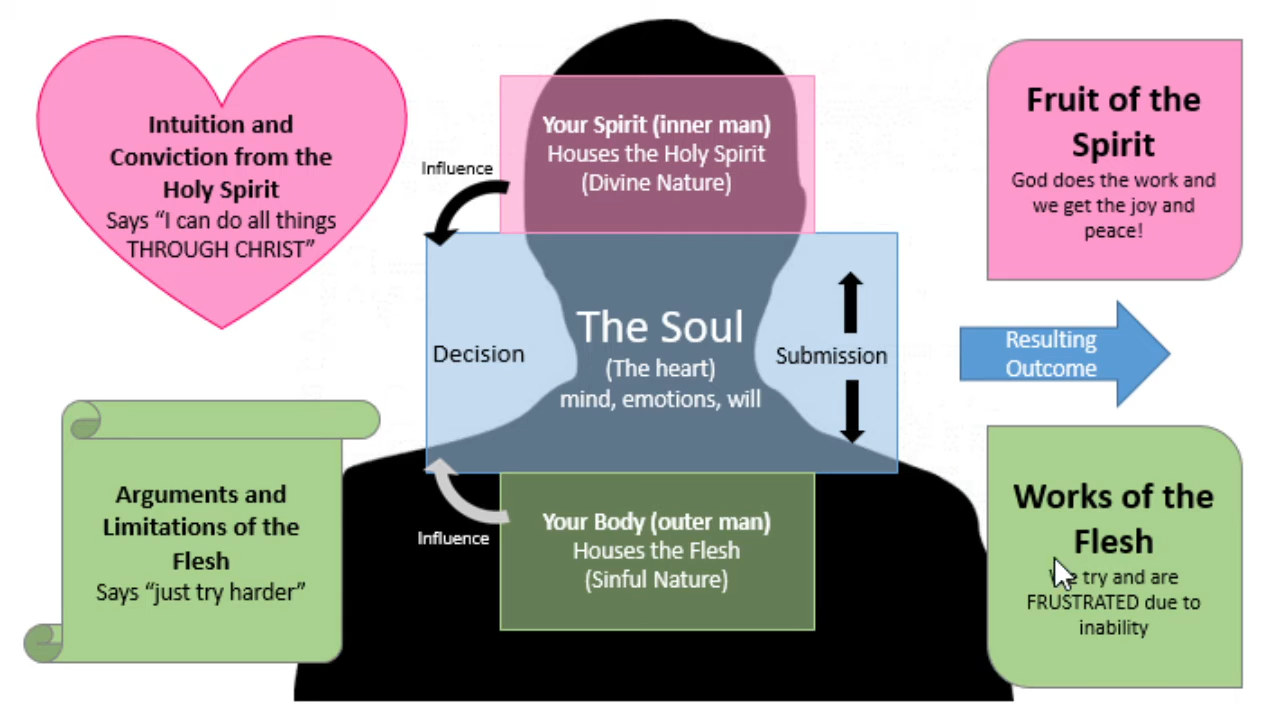 Intuition and
Conviction from the
Holy Spirit
Says “I can do all things
THROUGH CHRIST”
Influence
Your Spirit (inner man)
Houses the Holy Spirit
(Divine Nature)
Fruit of the
Spirit
God does the work and
we get the joy and
peace!
Decision
The Soul
(The heart)
mind, emotions, will
Submission
Resulting
Outcome
Arguments and
Limitations of the
Flesh
Says “just try harder”
Influence
Your Body (outer man)
Houses the Flesh
(Sinful Nature)
Works of the
Flesh
We try and are
FRUSTRATED due to
inability